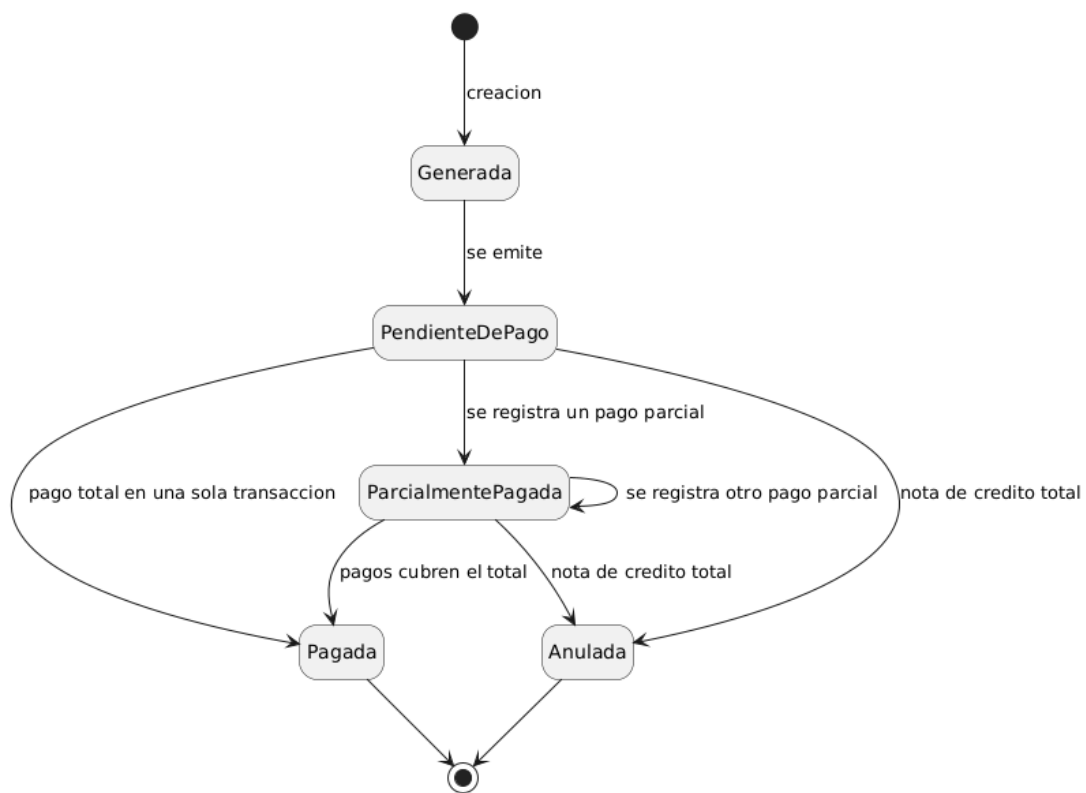 creacion
Generada
se emite
PendienteDePago
se registra un pago parcial
pago total en una sola transaccion
ParcialmentePagada
se registra otro pago parcial
nota de credito total
pagos cubren el total
nota de credito total
Pagada
Anulada